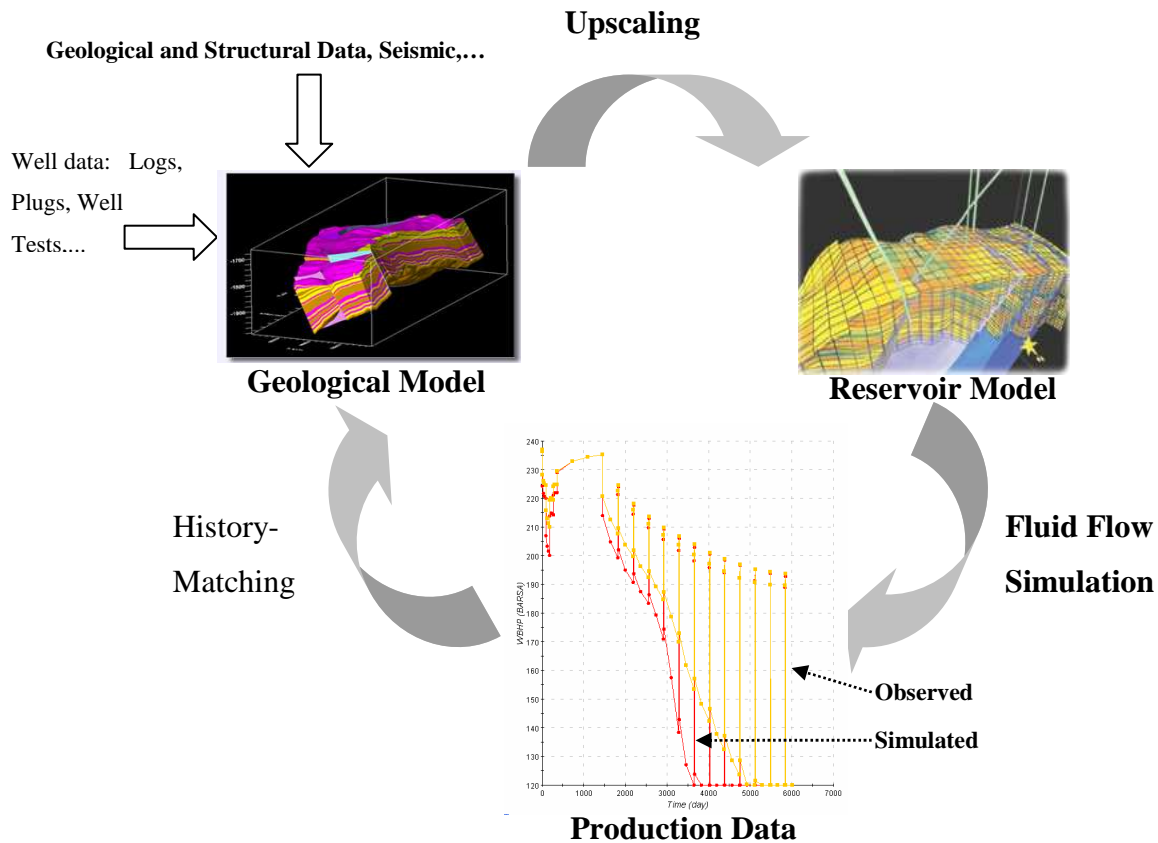 Upscaling
Geological and Structural Data, Seismic,…
Well data: Logs,
Plugs, Well
Tests....
Geological Model
Reservoir Model
History-
Matching
Fluid Flow
Simulation
240
230
220
210
200
190
180
170
160
150
140
130
120
WBHP (BARSA)
0
1000
2000
3000
4000
5000
6000
7000
Time (day)
Observed
Simulated
Production Data